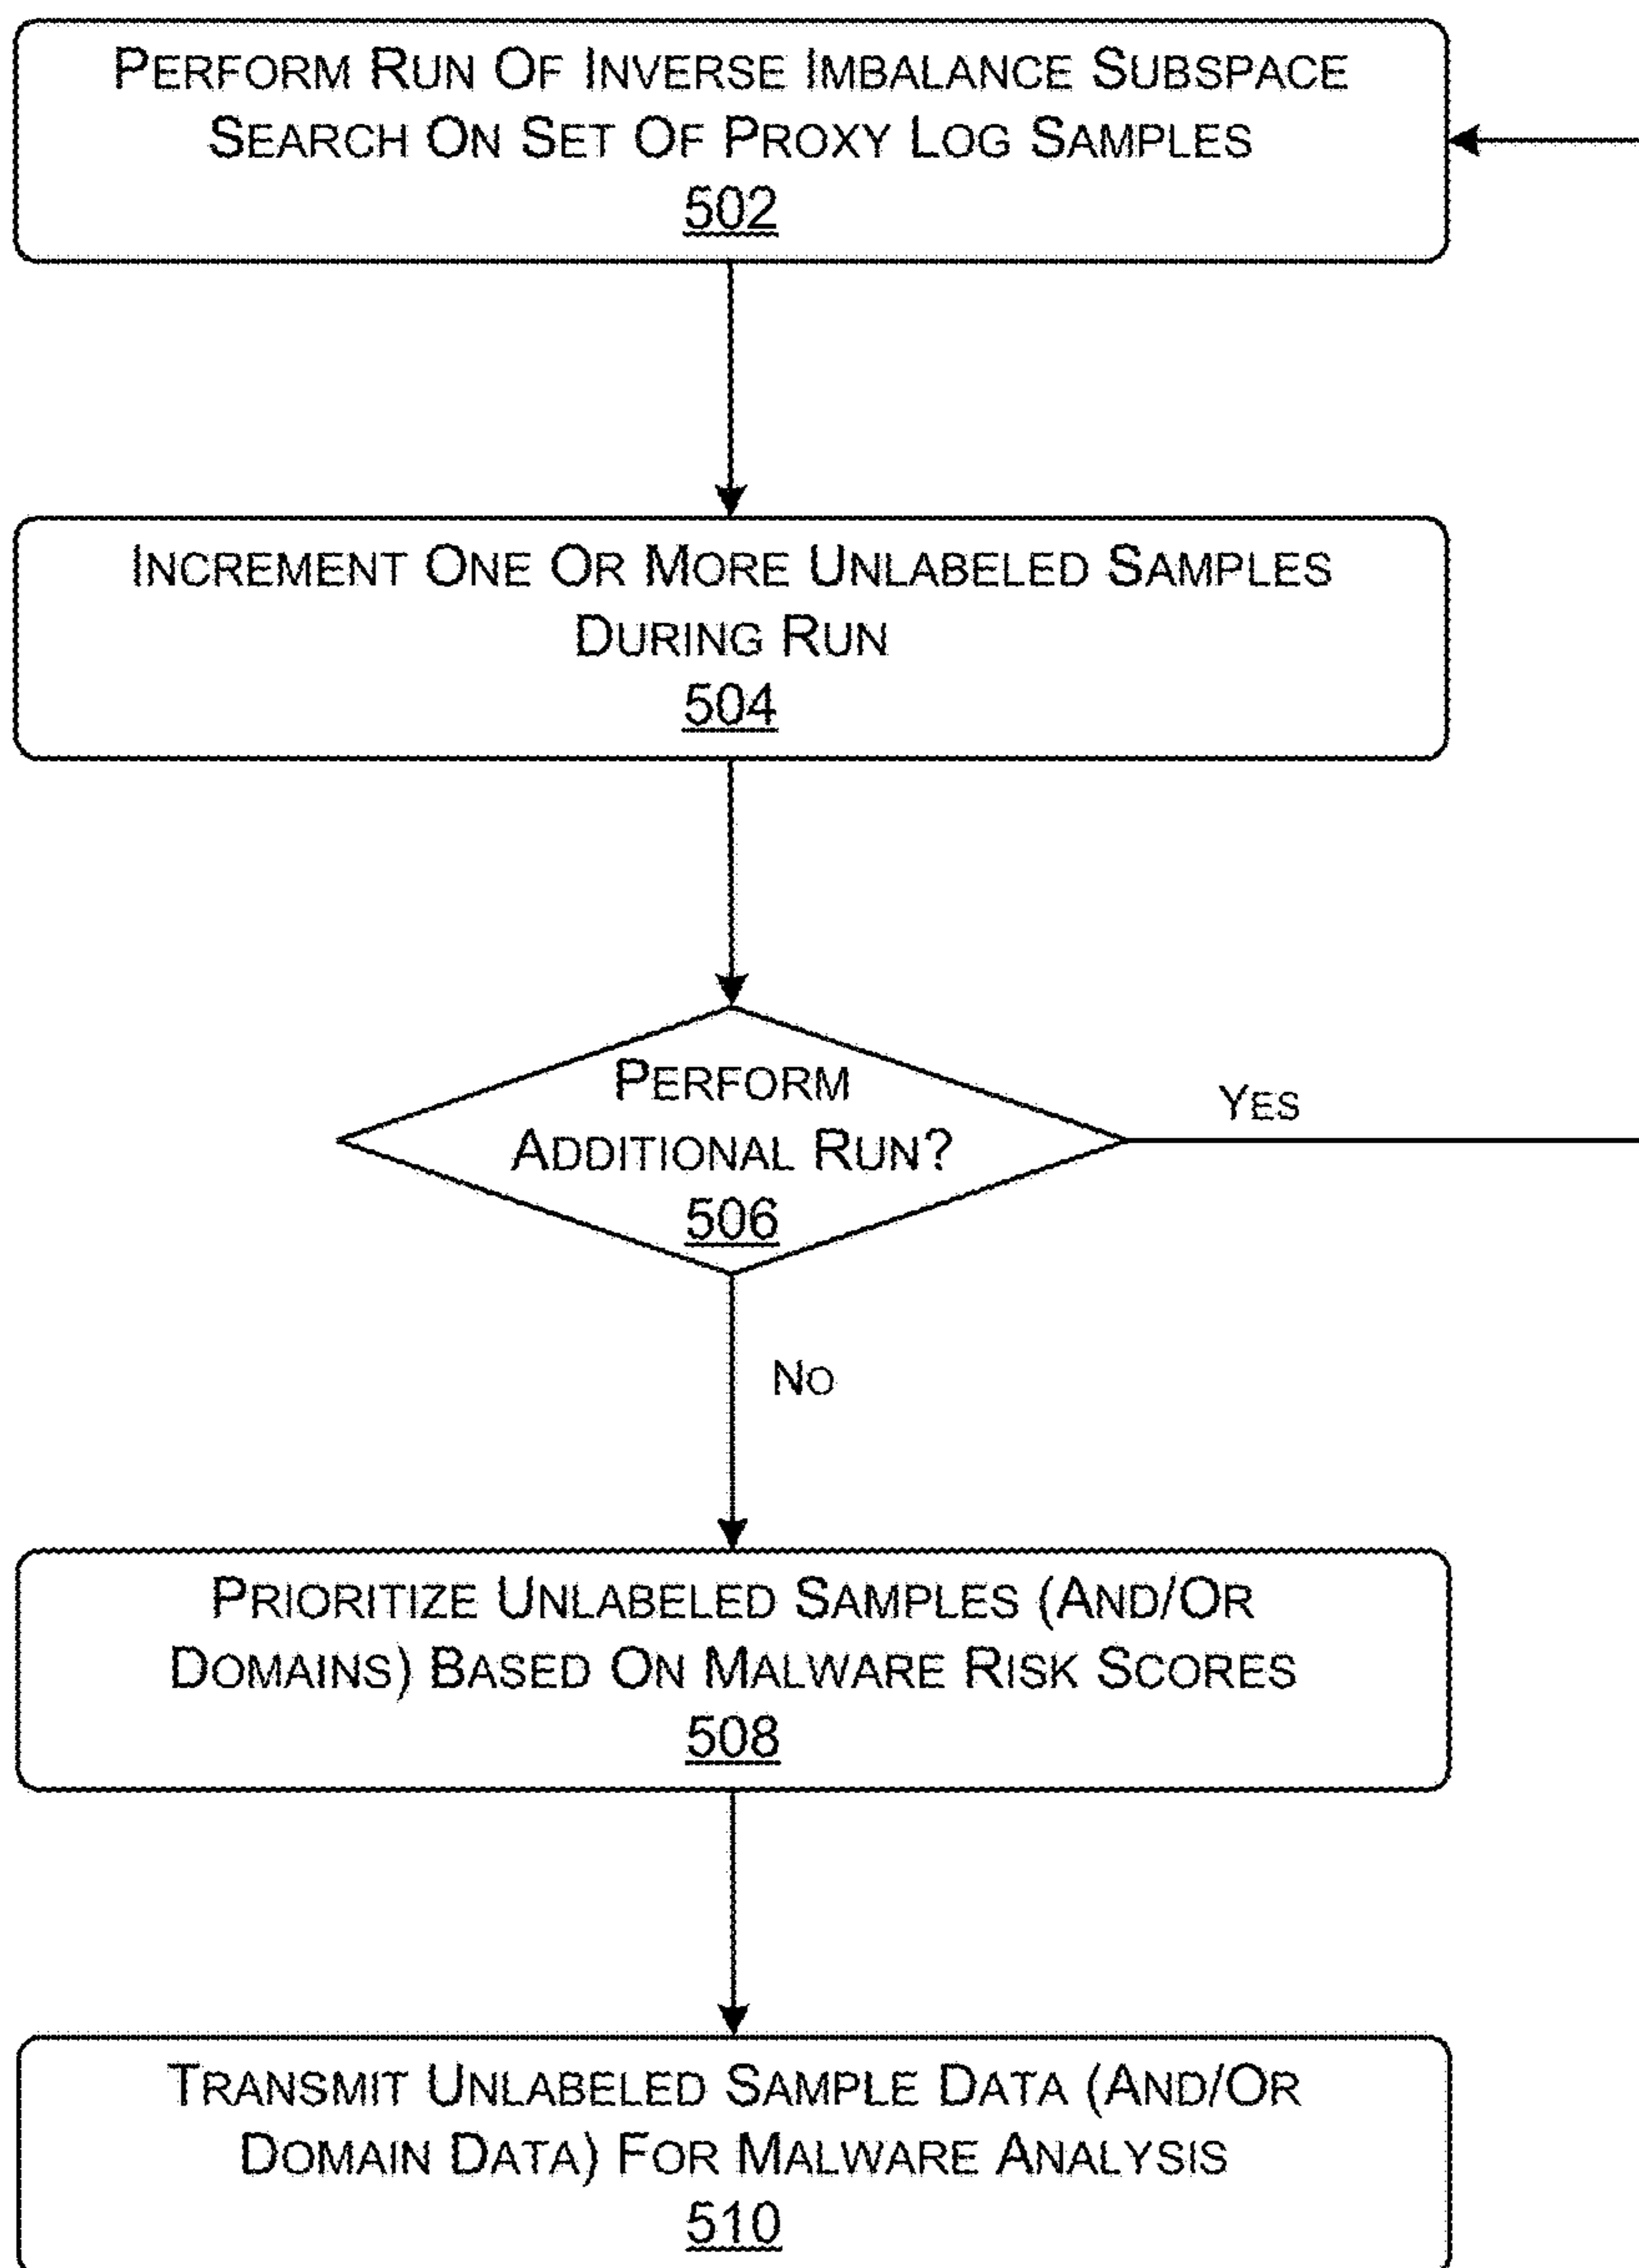 PERFORM RUN OF INVERSE IMBALANCE SUBSPACE
SEARCH ON SET OF PROXY LOG SAMPLES
502
INCREMENT ONE OR MORE UNLABELED SAMPLES
DURING RUN
504
PERFORM
ADDITIONAL RUN?
506
YES
NO
PRIORITIZE UNLABELED SAMPLES (AND/OR
DOMAINS) BASED ON MALWARE RISK SCORES
508
TRANSMIT UNLABELED SAMPLE DATA (AND/OR
DOMAIN DATA) FOR MALWARE ANALYSIS
510